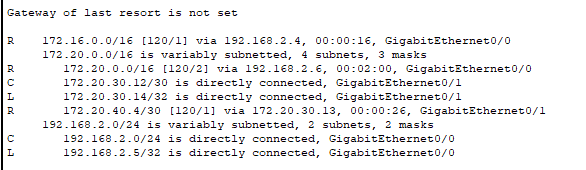 Gateway of last resort is not set
R 172.16.0.0/16 [120/1] via 192.168.2.4, 00:00:16, GigabitEthernet0/0
172.20.0.0/16 is variably subnetted, 4 subnets, 3 masks
R 172.20.0.0/16 [120/2] via 192.168.2.6, 00:02:00, GigabitEthernet0/0
C 172.20.30.12/30 is directly connected, GigabitEthernet0/1
L 172.20.30.14/32 is directly connected, GigabitEthernet0/1
R 172.20.40.4/30 [120/1] via 172.20.30.13, 00:00:26, GigabitEthernet0/1
192.168.2.0/24 is variably subnetted, 2 subnets, 2 masks
C 192.168.2.0/24 is directly connected, GigabitEthernet0/0
L 192.168.2.5/32 is directly connected, GigabitEthernet0/0